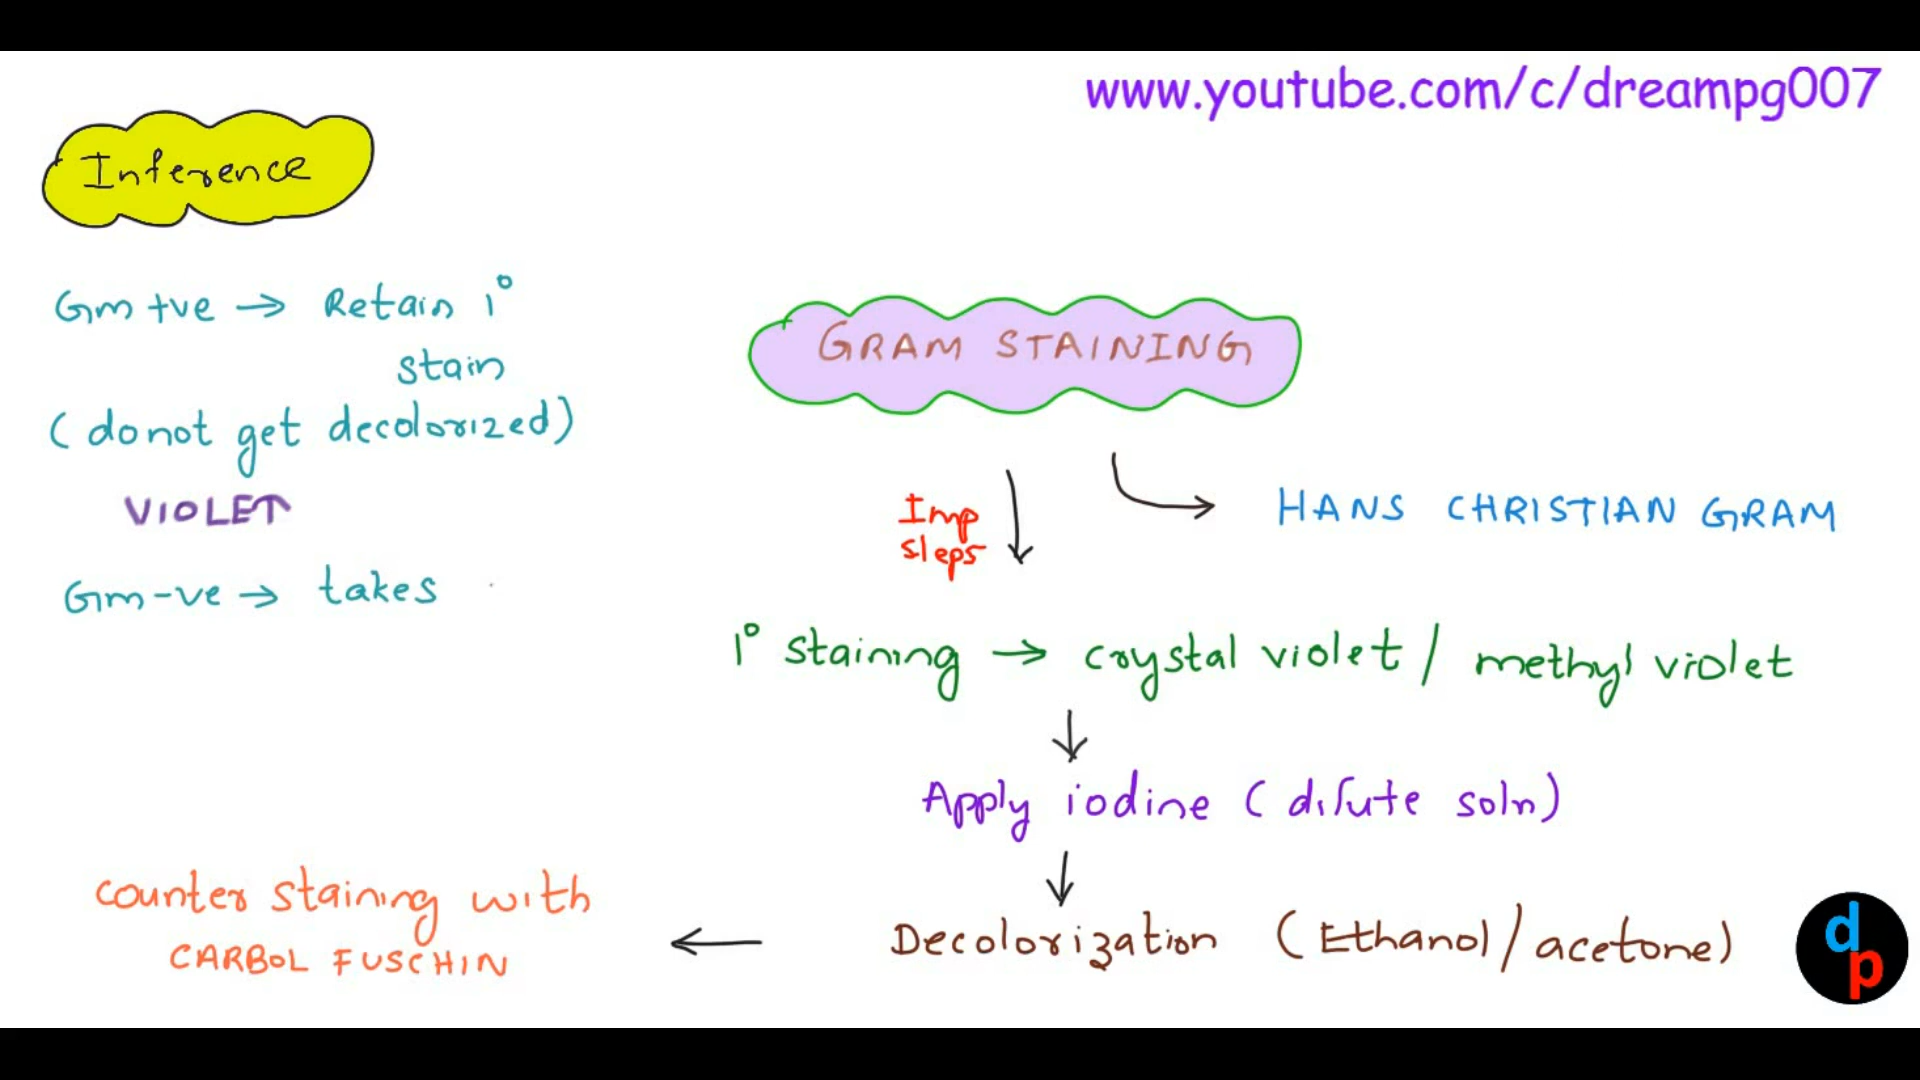 www.youtube.com/c/dreampg007
Inference
Gm +ve → Retain 1°
stain
(donot get decolorized)
VIOLET
Gm-ve → takes
GRAM STAINING
HANS CHRISTIAN GRAM
Imp
steps
1° staining → crystal violet / methyl violet
Apply iodine (dilute soln)
Decolorization (Ethanol/acetone)
counter staining with
CARBOL FUSCHIN
dp